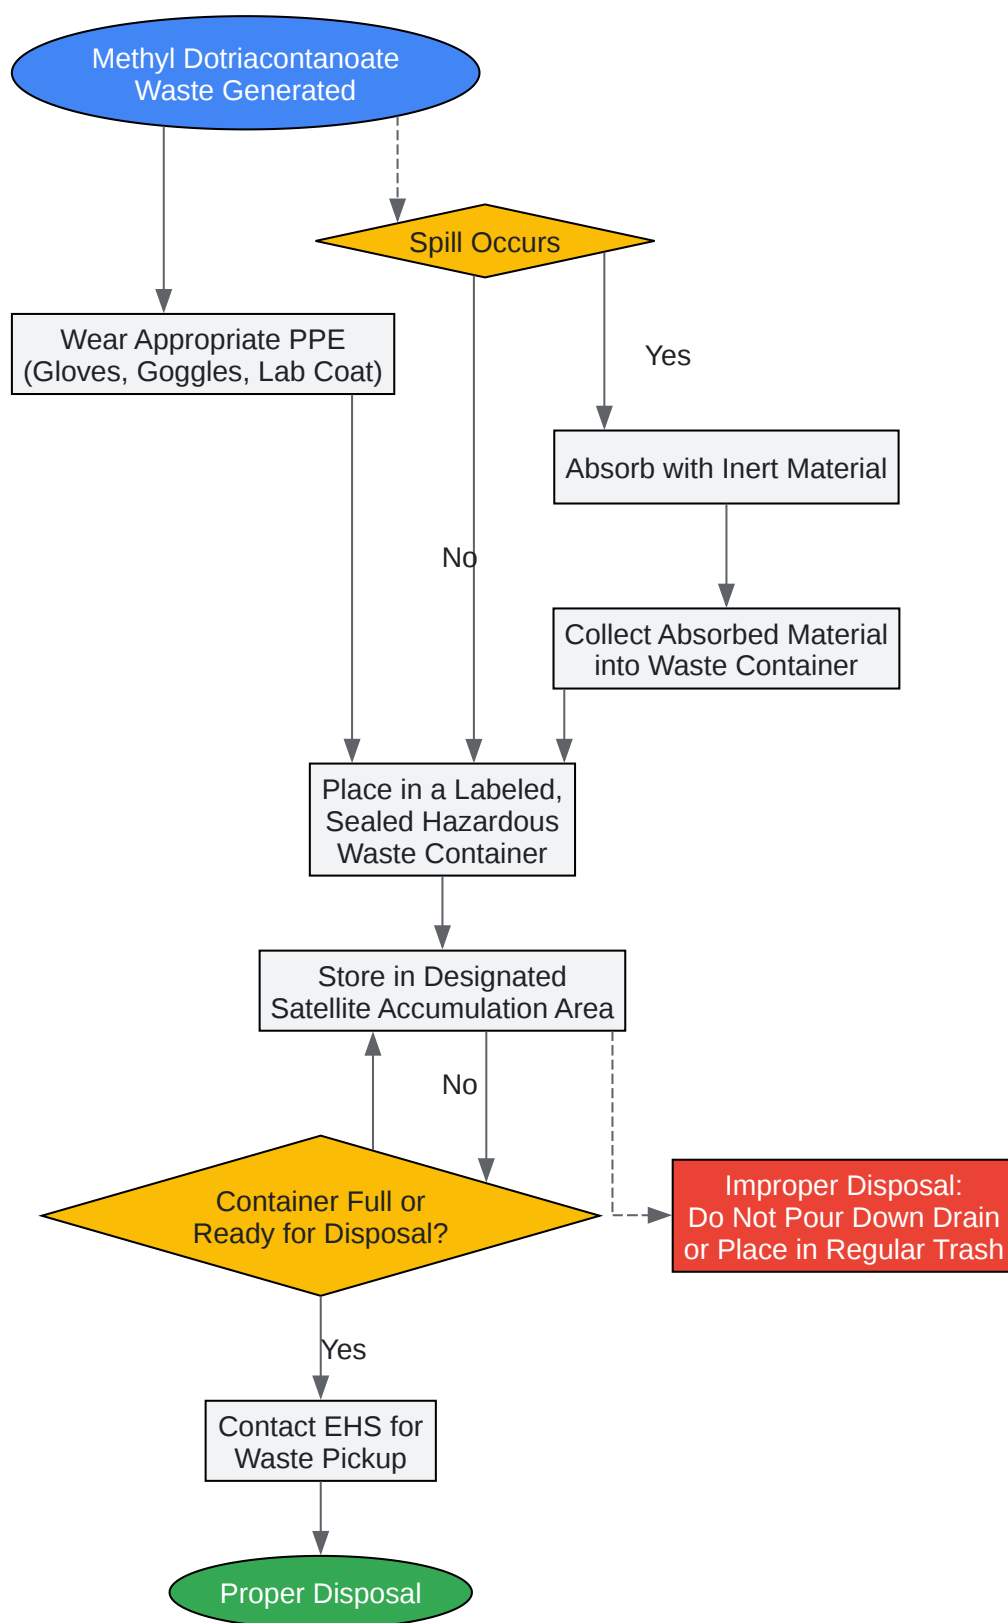 Methyl Dotriacontanoate
Waste Generated
Spill Occurs
Wear Appropriate PPE
(Gloves, Goggles, Lab Coat)
Yes
Absorb with Inert Material
No
Collect Absorbed Material
into Waste Container
Place in a Labeled,
Sealed Hazardous
Waste Container
Store in Designated
Satellite Accumulation Area
No
Container Full or
Ready for Disposal?
Improper Disposal:
Do Not Pour Down Drain
or Place in Regular Trash
Yes
Contact EHS for
Waste Pickup
Proper Disposal